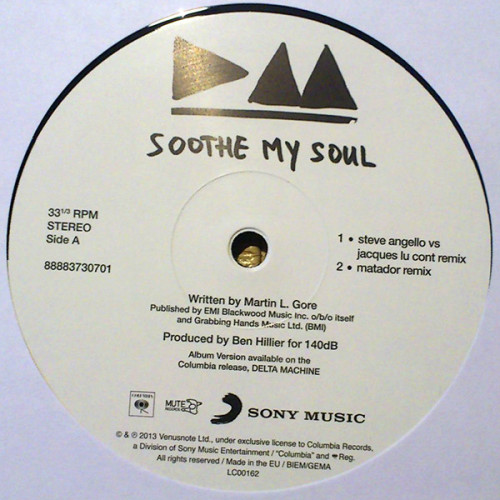 SOOTHE MY SOUL
33 1/3 RPM
STEREO
Side A
88883730701
1 • steve angello vs
jacques lu cont remix
2 • matador remix
Written by Martin L. Gore
Published by EMI Blackwood Music Inc. o/b/o itself
and Grabbing Hands Music Ltd. (BMI)
Produced by Ben Hillier for 140dB
Album Version available on the
Columbia release, DELTA MACHINE
MUTE
SONY MUSIC
© & ℗ 2013 Venusnote Ltd., under exclusive license to Columbia Records,
a Division of Sony Music Entertainment / "Columbia" and Reg.
All rights reserved / Made in the EU / BIEM/GEMA
LC00162